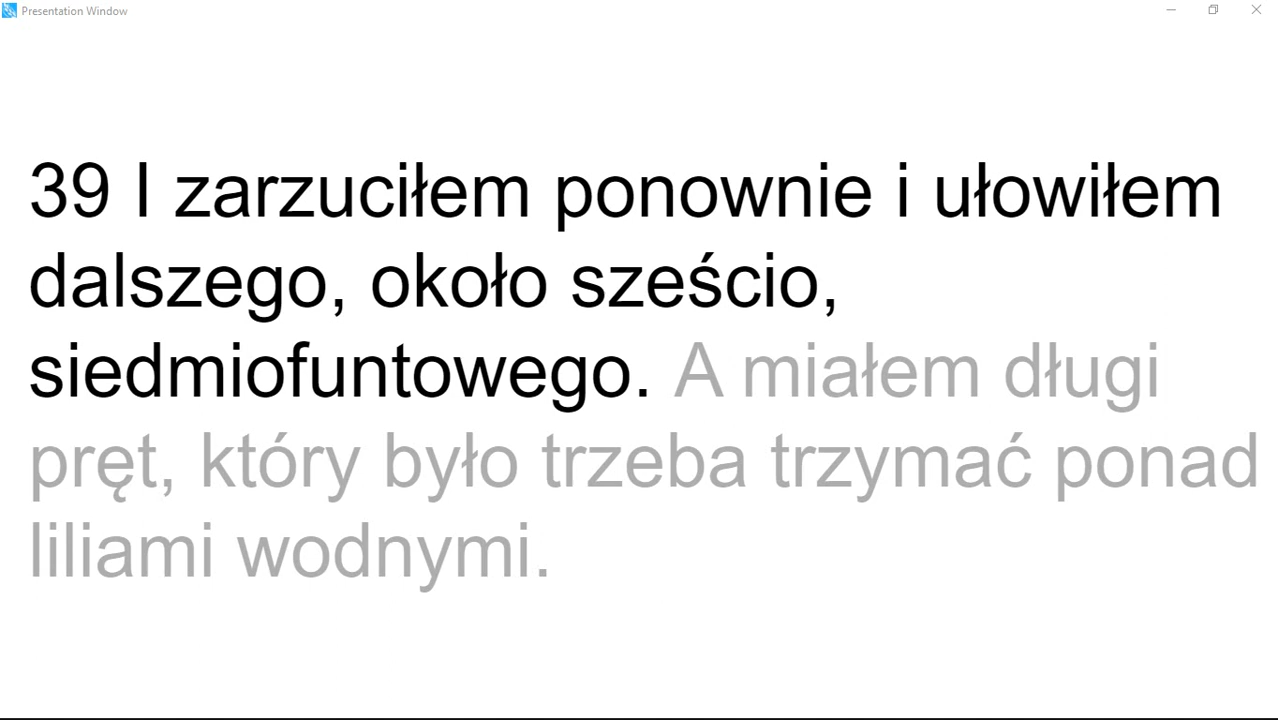 Presentation Window
39 I zarzuciłem ponownie i ułowiłem
dalszego, około sześcio,
siedmiofuntowego. A miałem długi
pręt, który było trzeba trzymać ponad
liliami wodnymi.